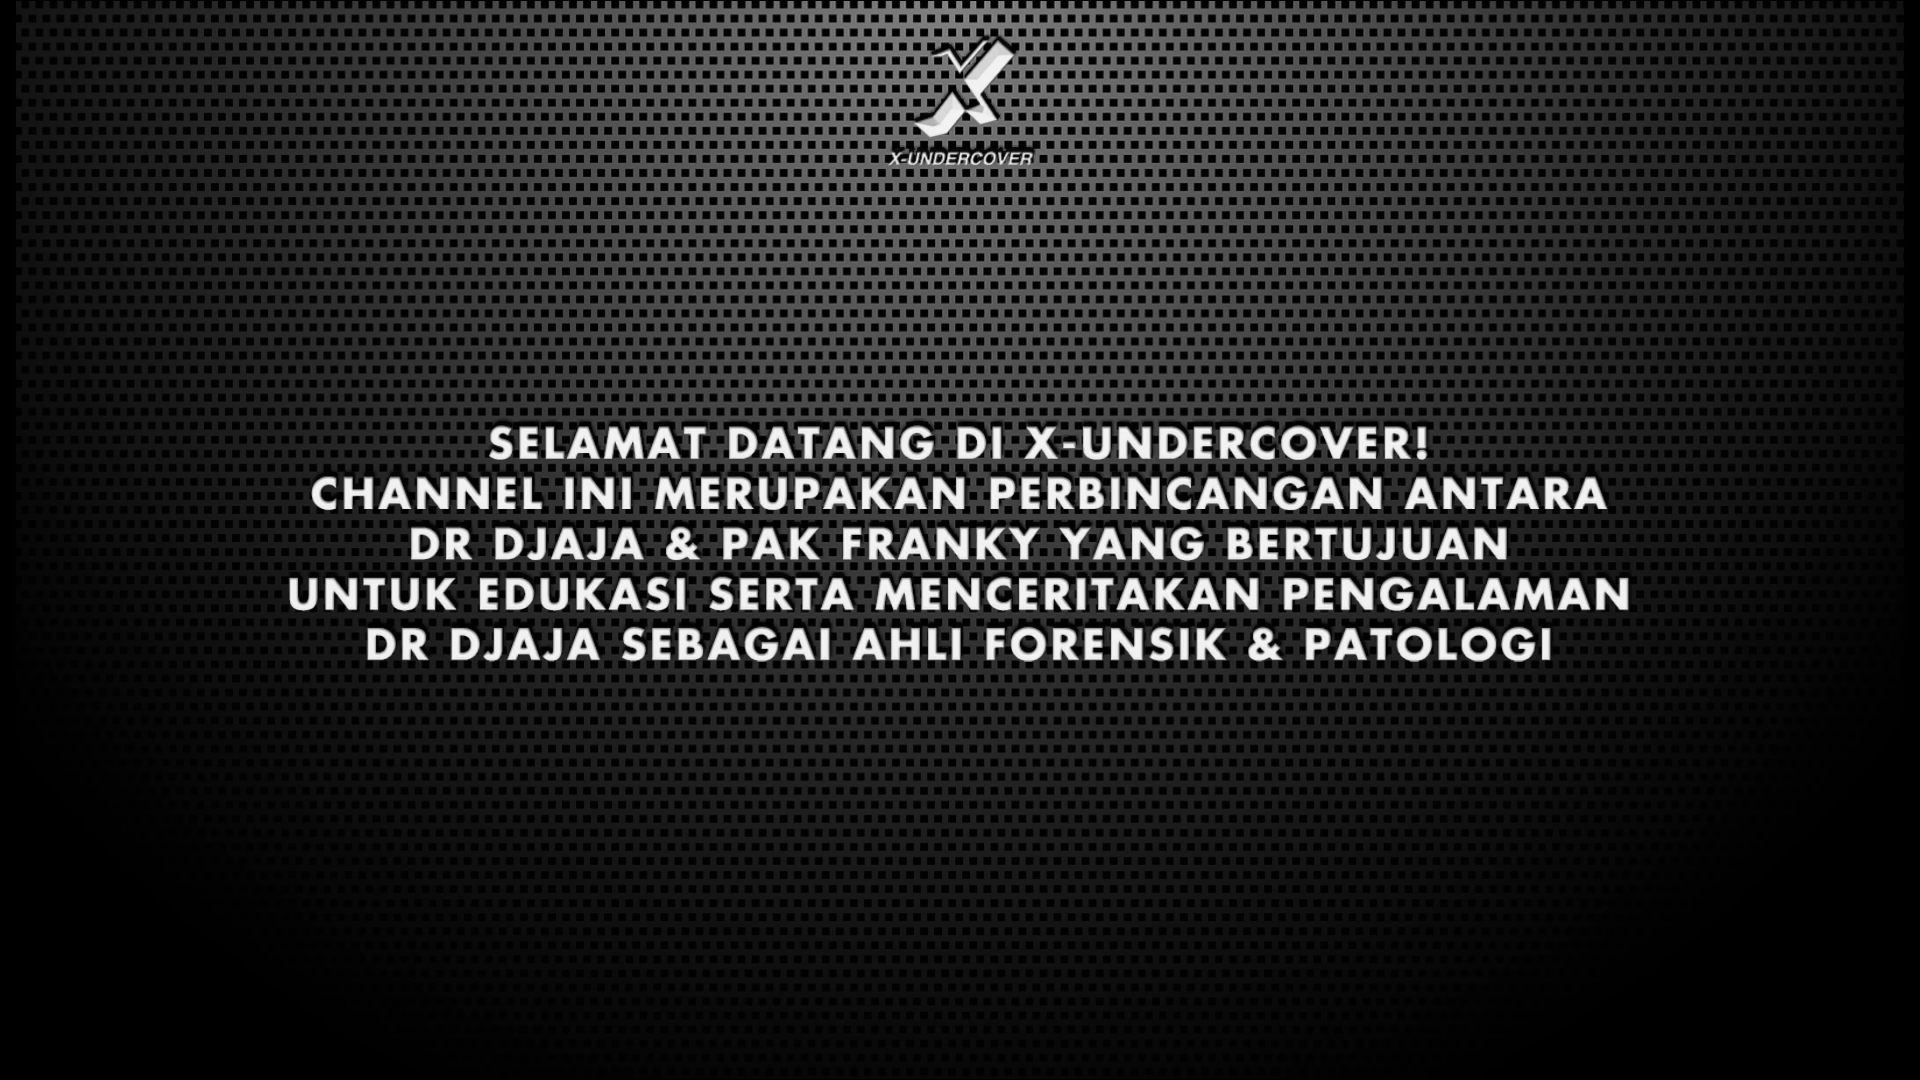 X-UNDERCOVER
SELAMAT DATANG DI X-UNDERCOVER!
CHANNEL INI MERUPAKAN PERBINCANGAN ANTARA
DR DJAJA & PAK FRANKY YANG BERTUJUAN
UNTUK EDUKASI SERTA MENCERITAKAN PENGALAMAN
DR DJAJA SEBAGAI AHLI FORENSIK & PATOLOGI